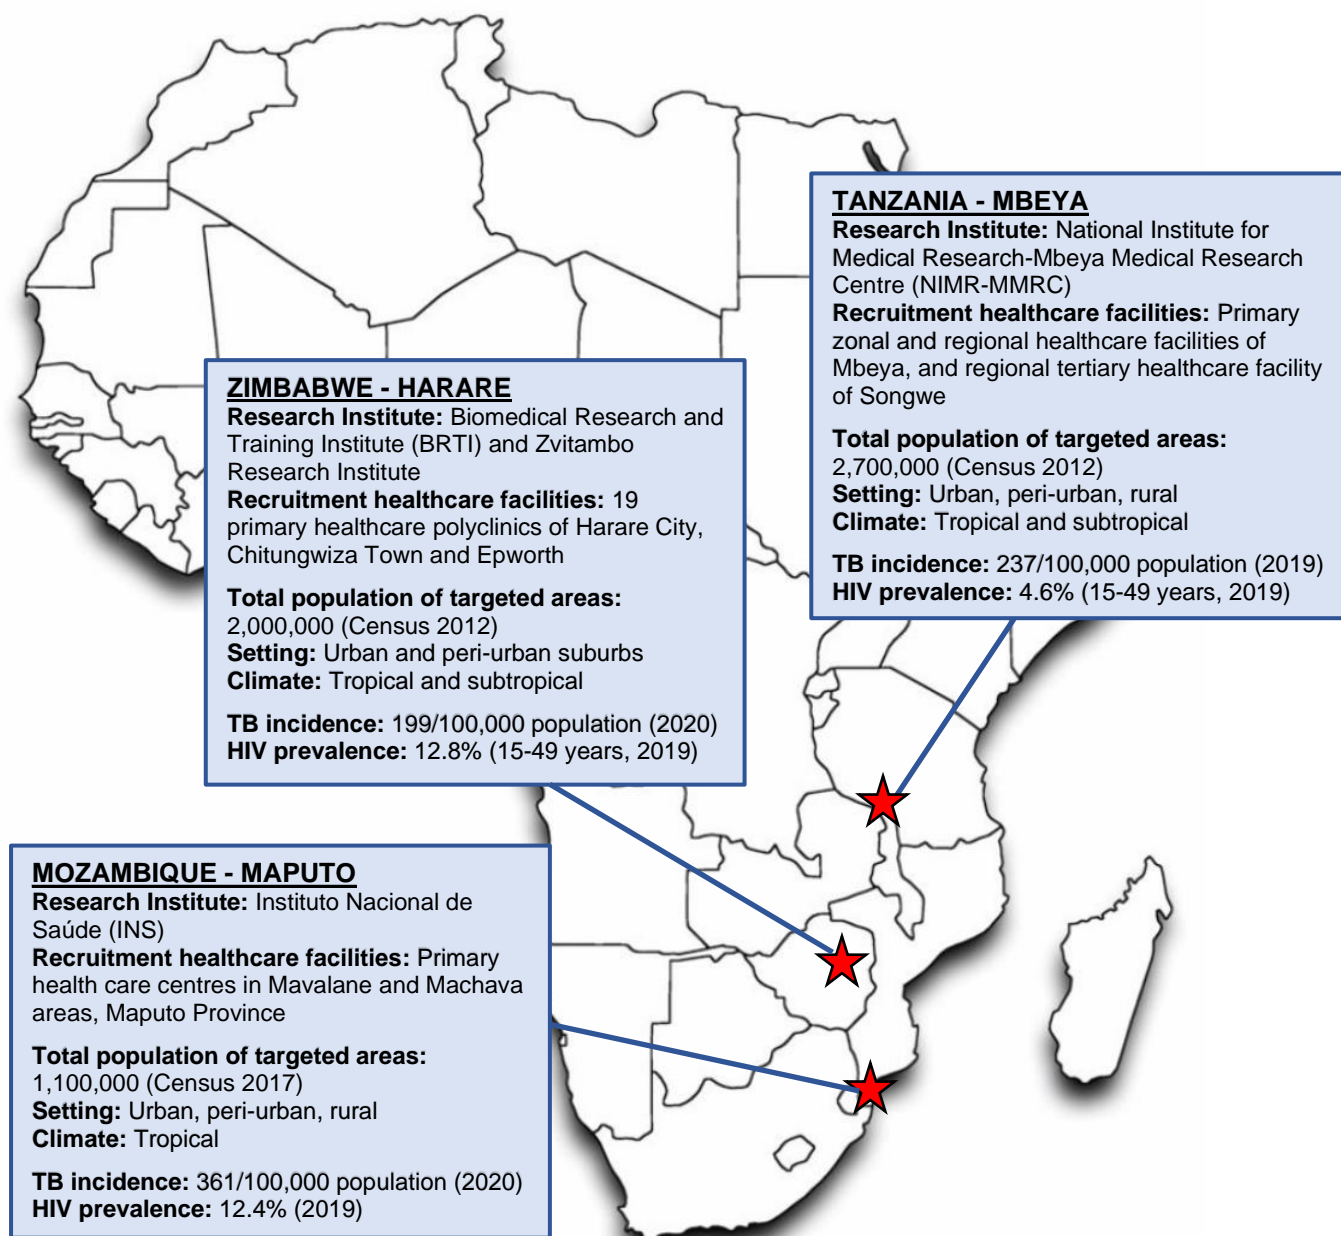 TANZANIA - MBEYA
Research Institute: National Institute for
Medical Research-Mbeya Medical Research
Centre (NIMR-MMRC)
Recruitment healthcare facilities: Primary
zonal and regional healthcare facilities of
Mbeya, and regional tertiary healthcare facility
of Songwe
Total population of targeted areas:
2,700,000 (Census 2012)
Setting: Urban, peri-urban, rural
Climate: Tropical and subtropical
TB incidence: 237/100,000 population (2019)
HIV prevalence: 4.6% (15-49 years, 2019)
ZIMBABWE - HARARE
Research Institute: Biomedical Research and
Training Institute (BRTI) and Zvitambo
Research Institute
Recruitment healthcare facilities: 19
primary healthcare polyclinics of Harare City,
Chitungwiza Town and Epworth
Total population of targeted areas:
2,000,000 (Census 2012)
Setting: Urban and peri-urban suburbs
Climate: Tropical and subtropical
TB incidence: 199/100,000 population (2020)
HIV prevalence: 12.8% (15-49 years, 2019)
MOZAMBIQUE - MAPUTO
Research Institute: Instituto Nacional de
Saúde (INS)
Recruitment healthcare facilities: Primary
health care centres in Mavalane and Machava
areas, Maputo Province
Total population of targeted areas:
1,100,000 (Census 2017)
Setting: Urban, peri-urban, rural
Climate: Tropical
TB incidence: 361/100,000 population (2020)
HIV prevalence: 12.4% (2019)